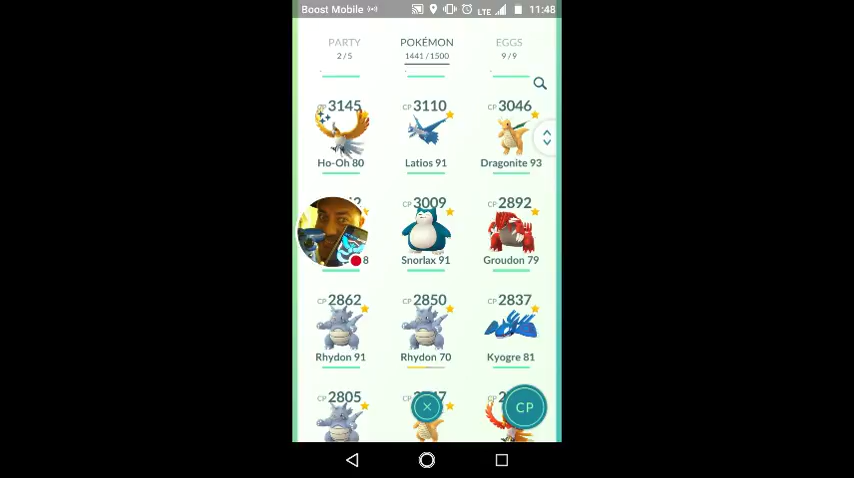 Boost Mobile LTE 11:48
PARTY POKÉMON EGGS
2 / 5 1441 / 1500 9 / 9
CP 3145 CP 3110 CP 3046
Ho-Oh 80 Latios 91 Dragonite 93
2 CP 3009 CP 2892
8 Snorlax 91 Groudon 79
CP 2862 CP 2850 CP 2837
Rhydon 91 Rhydon 70 Kyogre 81
CP 2805
CP